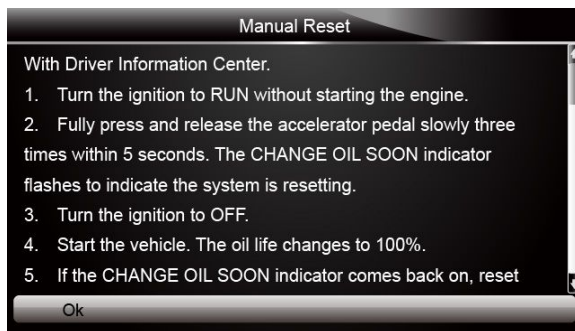 Manual Reset
With Driver Information Center.
1. Turn the ignition to RUN without starting the engine.
2. Fully press and release the accelerator pedal slowly three
times within 5 seconds. The CHANGE OIL SOON indicator
flashes to indicate the system is resetting.
3. Turn the ignition to OFF.
4. Start the vehicle. The oil life changes to 100%.
5. If the CHANGE OIL SOON indicator comes back on, reset
Ok